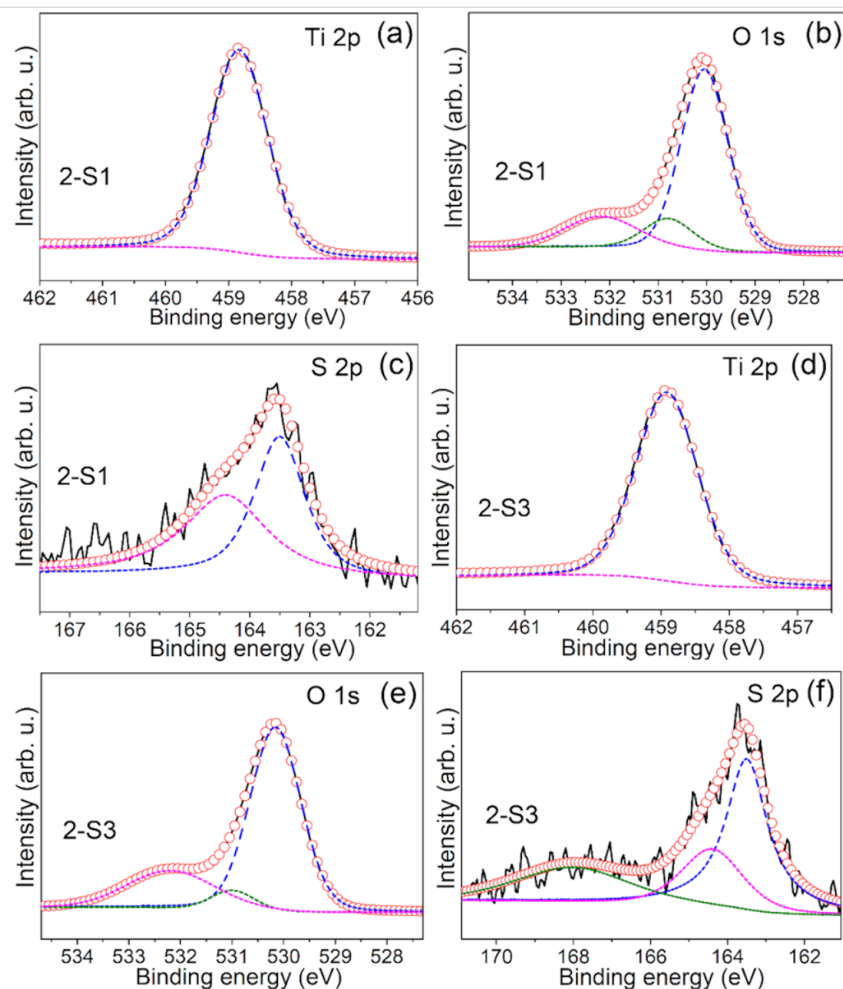 Ti 2p (a)
Intensity (arb. u.)
2-S1
462 461 460 459 458 457 456
Binding energy (eV)
O 1s (b)
Intensity (arb. u.)
2-S1
534 533 532 531 530 529 528
Binding energy (eV)
S 2p (c)
Intensity (arb. u.)
2-S1
167 166 165 164 163 162
Binding energy (eV)
Ti 2p (d)
Intensity (arb. u.)
2-S3
462 461 460 459 458 457
Binding energy (eV)
O 1s (e)
Intensity (arb. u.)
2-S3
534 533 532 531 530 529 528
Binding energy (eV)
S 2p (f)
Intensity (arb. u.)
2-S3
170 168 166 164 162
Binding energy (eV)